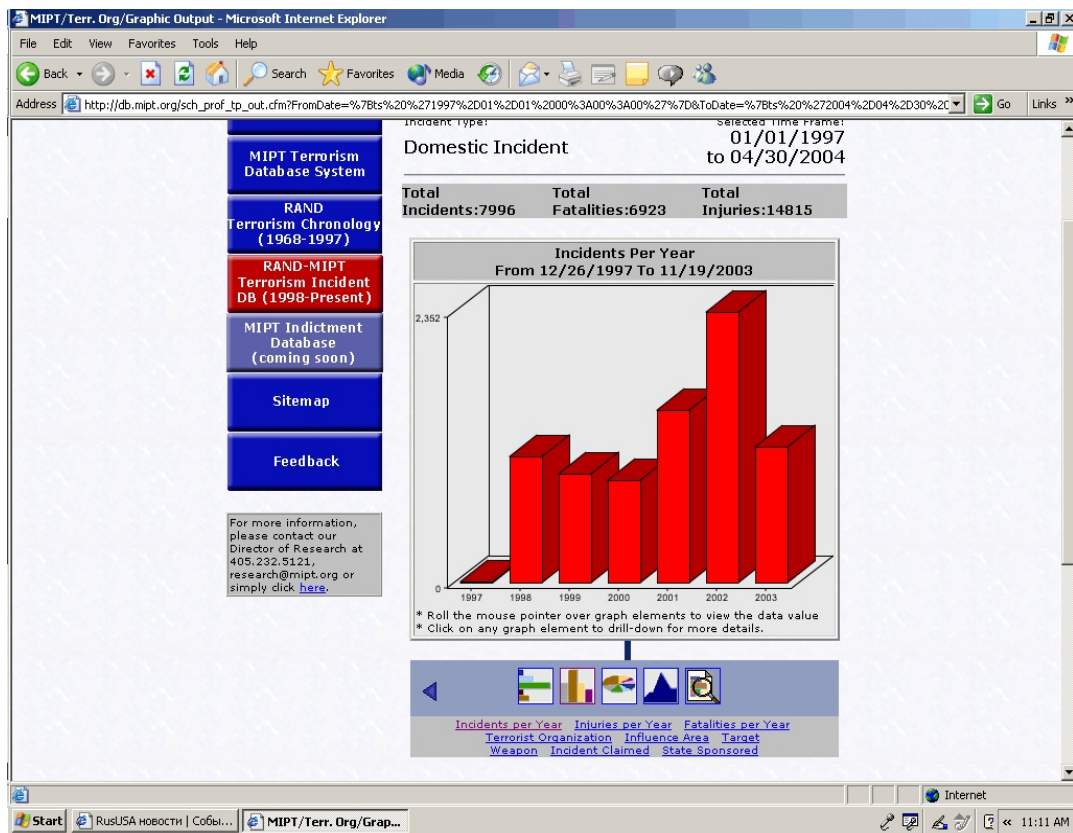 MIPT/Terr. Org/Graphic Output - Microsoft Internet Explorer
File Edit View Favorites Tools Help
Back Search Favorites Media
Address http://db.mipt.org/sch_prof_tp_out.cfm?FromDate=%7Bts%20%271997%2D01%2D01%2000%3A00%3A00%27%7D&ToDate=%7Bts%20%272004%2D04%2D30%2 Go Links »
Incident Type: Selected Time Frame:
Domestic Incident 01/01/1997
to 04/30/2004
MIPT Terrorism
Database System
Total Total Total
Incidents:7996 Fatalities:6923 Injuries:14815
RAND
Terrorism Chronology
(1968-1997)
RAND-MIPT
Terrorism Incident
DB (1998-Present)
MIPT Indictment
Database
(coming soon)
Sitemap
Feedback
For more information,
please contact our
Director of Research at
405.232.5121,
research@mipt.org or
simply click here.
Incidents Per Year
From 12/26/1997 To 11/19/2003
2,352
0
1997 1998 1999 2000 2001 2002 2003
* Roll the mouse pointer over graph elements to view the data value
* Click on any graph element to drill-down for more details.
Incidents per Year Injuries per Year Fatalities per Year
Terrorist Organization Influence Area Target
Weapon Incident Claimed State Sponsored
Internet
Start RusUSA новости | Собы... MIPT/Terr. Org/Grap... « 11:11 AM